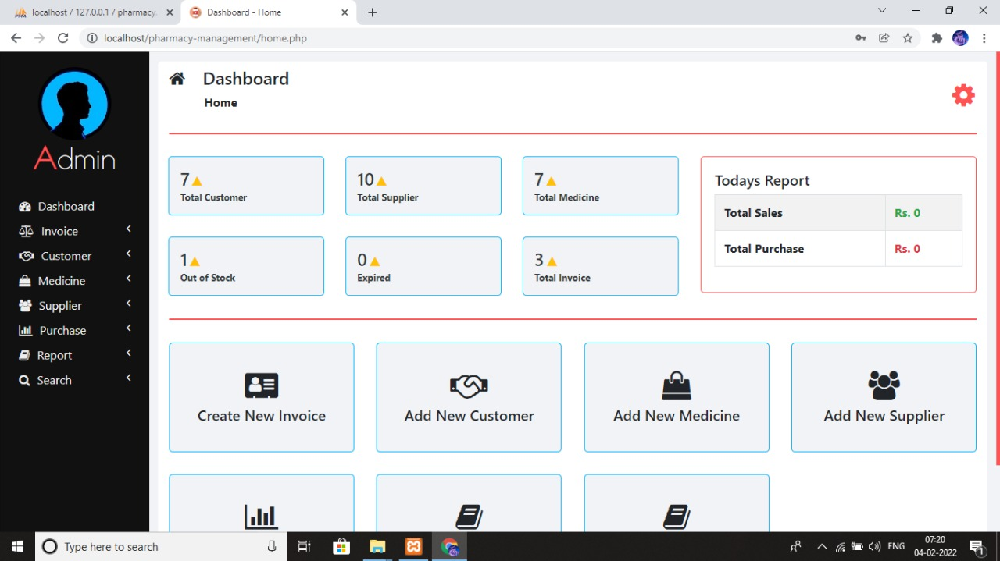 localhost / 127.0.0.1 / pharmacy.
Dashboard - Home
localhost/pharmacy-management/home.php
Admin
Dashboard
Invoice
Customer
Medicine
Supplier
Purchase
Report
Search
Dashboard
Home
7
Total Customer
10
Total Supplier
7
Total Medicine
1
Out of Stock
0
Expired
3
Total Invoice
Todays Report
Total Sales Rs. 0
Total Purchase Rs. 0
Create New Invoice
Add New Customer
Add New Medicine
Add New Supplier
Type here to search
ENG
07:20
04-02-2022
1